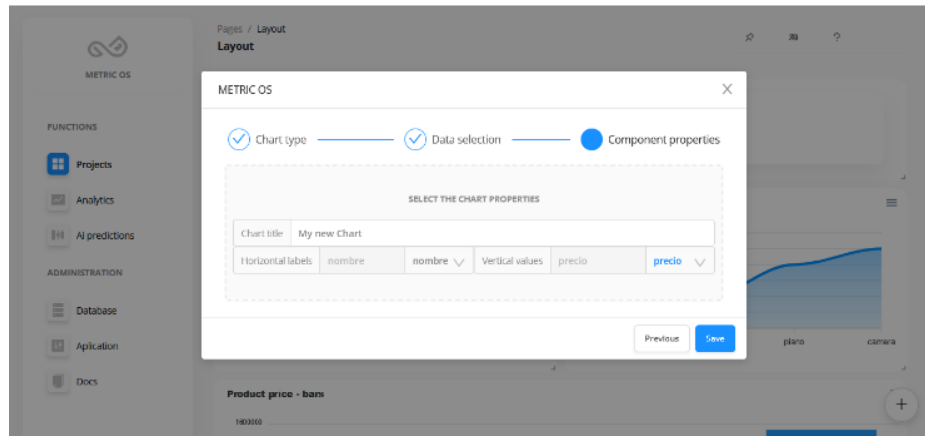 Pages / Layout
Layout
METRIC OS
FUNCTIONS
Projects
Analytics
Ai predictions
ADMINISTRATION
Database
Aplication
Docs
METRIC OS
Chart type
Data selection
Component properties
SELECT THE CHART PROPERTIES
Chart title My new Chart
Horizontal labels nombre nombre Vertical values precio precio
Previous Save
plano camera
Product price - bars
1600000